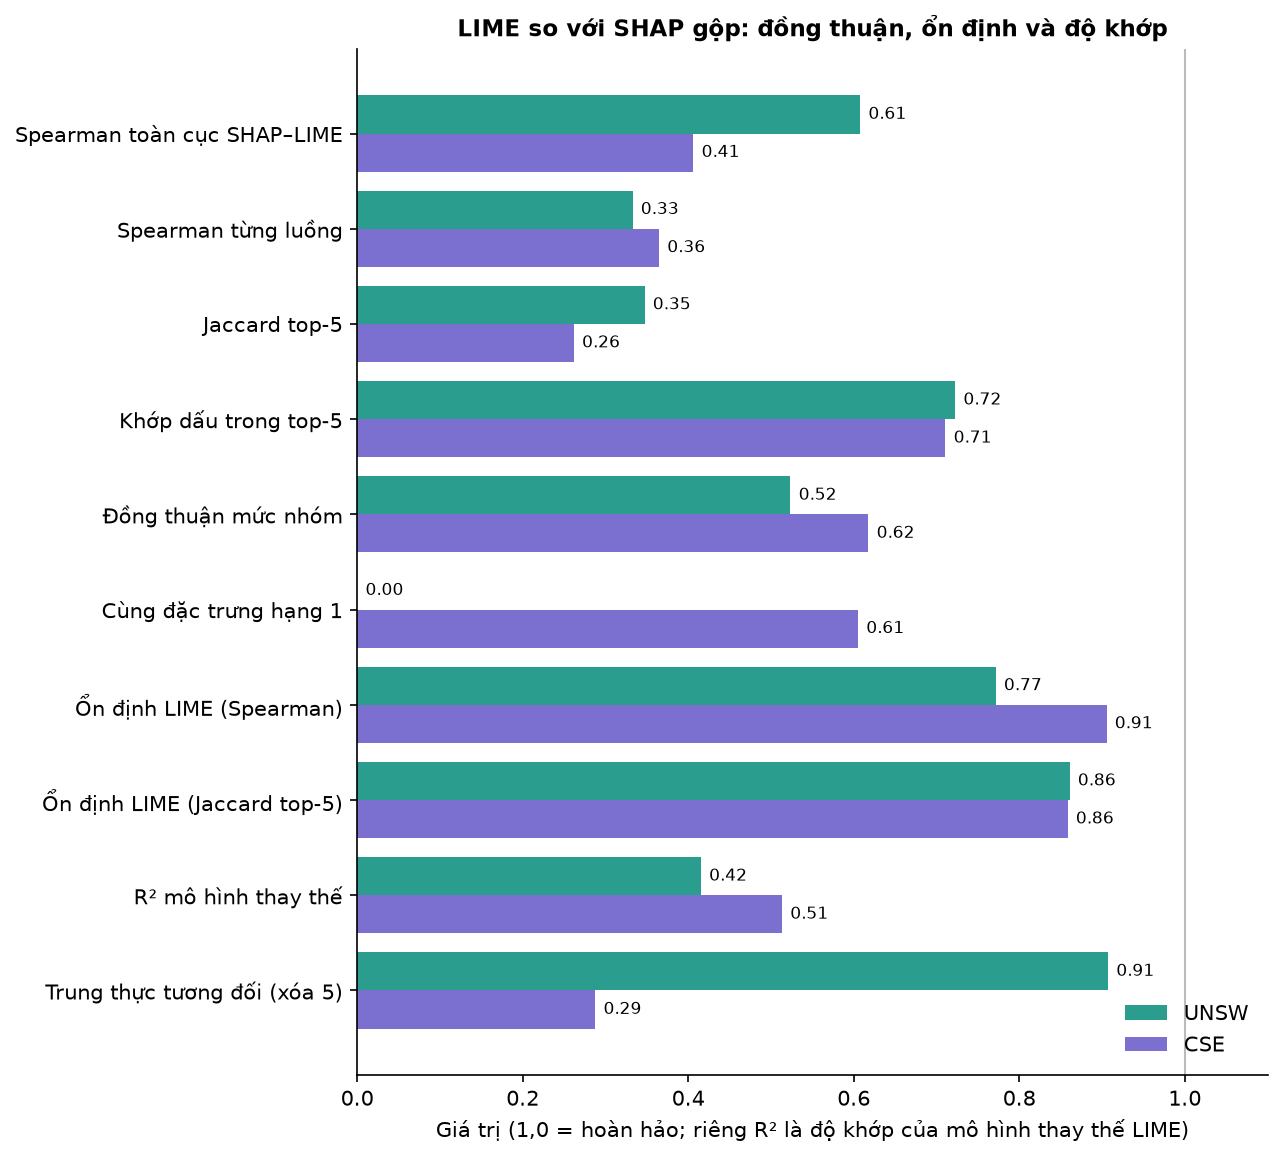 LIME so với SHAP gộp: đồng thuận, ổn định và độ khớp
Spearman toàn cục SHAP–LIME
0.61
0.41
Spearman từng luồng
0.33
0.36
Jaccard top-5
0.35
0.26
Khớp dấu trong top-5
0.72
0.71
Đồng thuận mức nhóm
0.52
0.62
Cùng đặc trưng hạng 1
0.00
0.61
Ổn định LIME (Spearman)
0.77
0.91
Ổn định LIME (Jaccard top-5)
0.86
0.86
R² mô hình thay thế
0.42
0.51
Trung thực tương đối (xóa 5)
0.91
0.29
UNSW
CSE
0.0 0.2 0.4 0.6 0.8 1.0
Giá trị (1,0 = hoàn hảo; riêng R² là độ khớp của mô hình thay thế LIME)